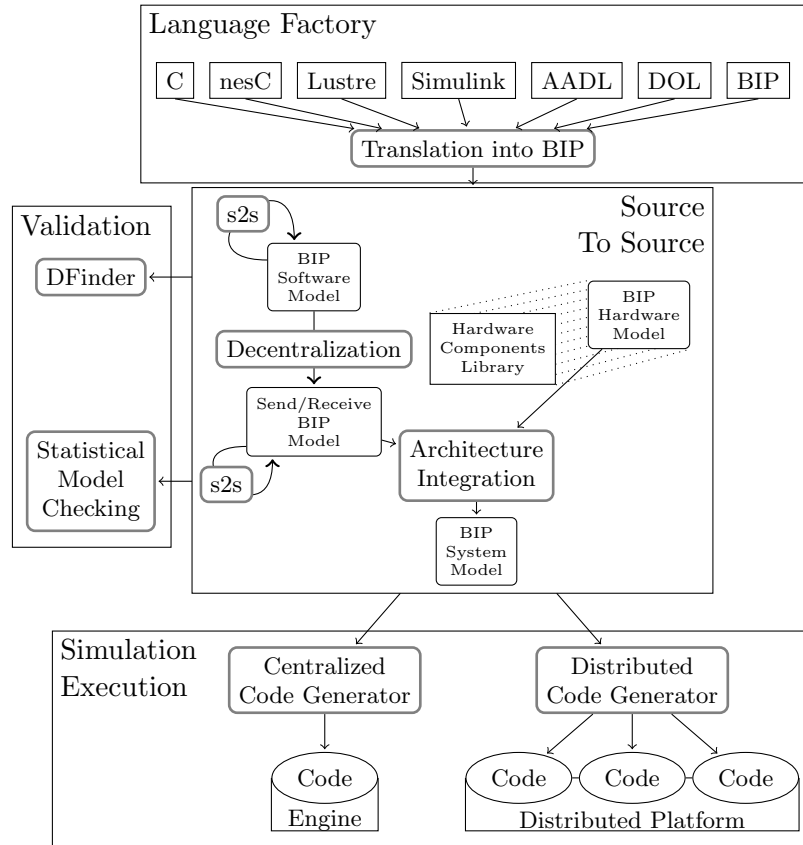 Language Factory
C nesC Lustre Simulink AADL DOL BIP
Translation into BIP
Validation
DFinder
Statistical
Model
Checking
Source
To Source
s2s
BIP
Software
Model
Decentralization
Send/Receive
BIP
Model
s2s
Hardware
Components
Library
BIP
Hardware
Model
Architecture
Integration
BIP
System
Model
Simulation
Execution
Centralized
Code Generator
Code
Engine
Distributed
Code Generator
Code Code Code
Distributed Platform